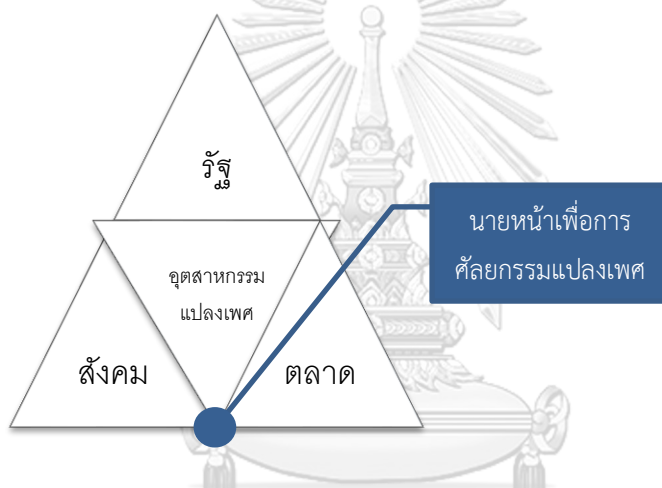 รัฐ
นายหน้าเพื่อการ
ศัลยกรรมแปลงเพศ
อุตสาหกรรม
แปลงเพศ
สังคม
ตลาด